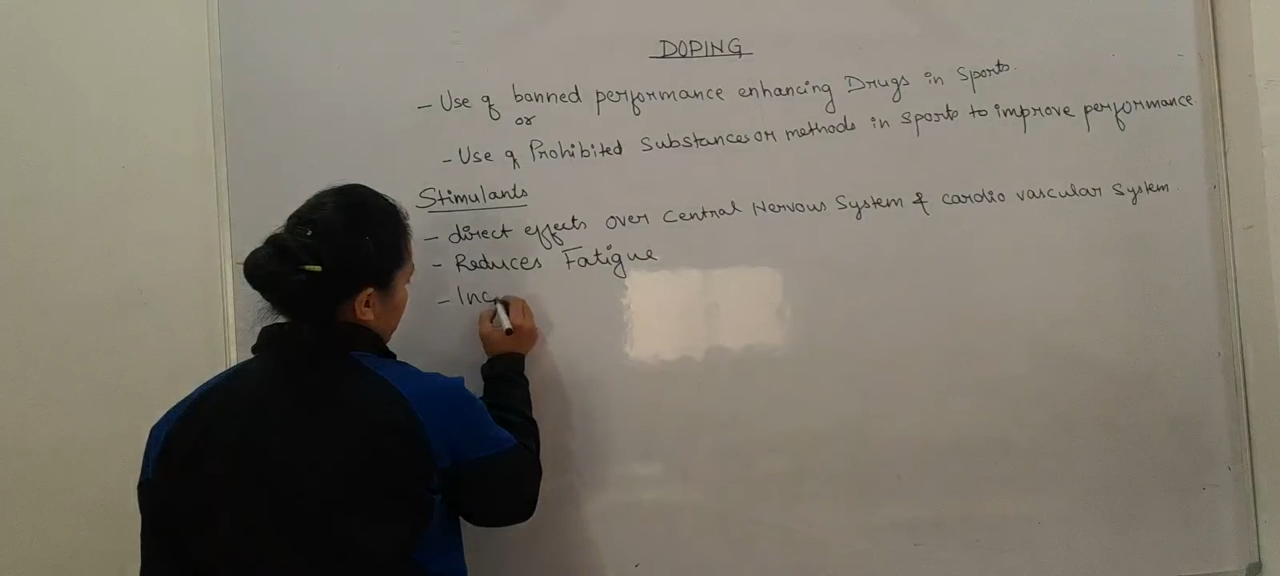 DOPING
- Use of banned performance enhancing Drugs in Sports.
or
- Use of Prohibited Substances or methods in Sports to improve performance.
Stimulants
- direct effects over Central Nervous System & cardio vascular System.
- Reduces Fatigue
- Inc